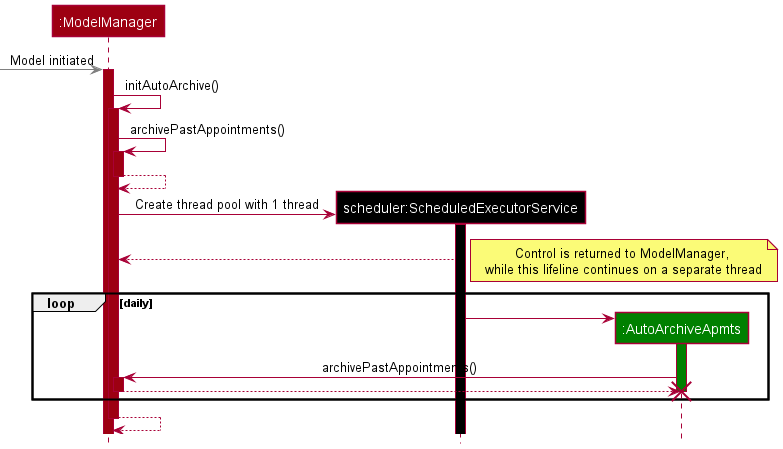 :ModelManager
Model initiated
initAutoArchive()
archivePastAppointments()
Create thread pool with 1 thread
scheduler:ScheduledExecutorService
Control is returned to ModelManager,
while this lifeline continues on a separate thread
loop
[daily]
:AutoArchiveApmts
archivePastAppointments()